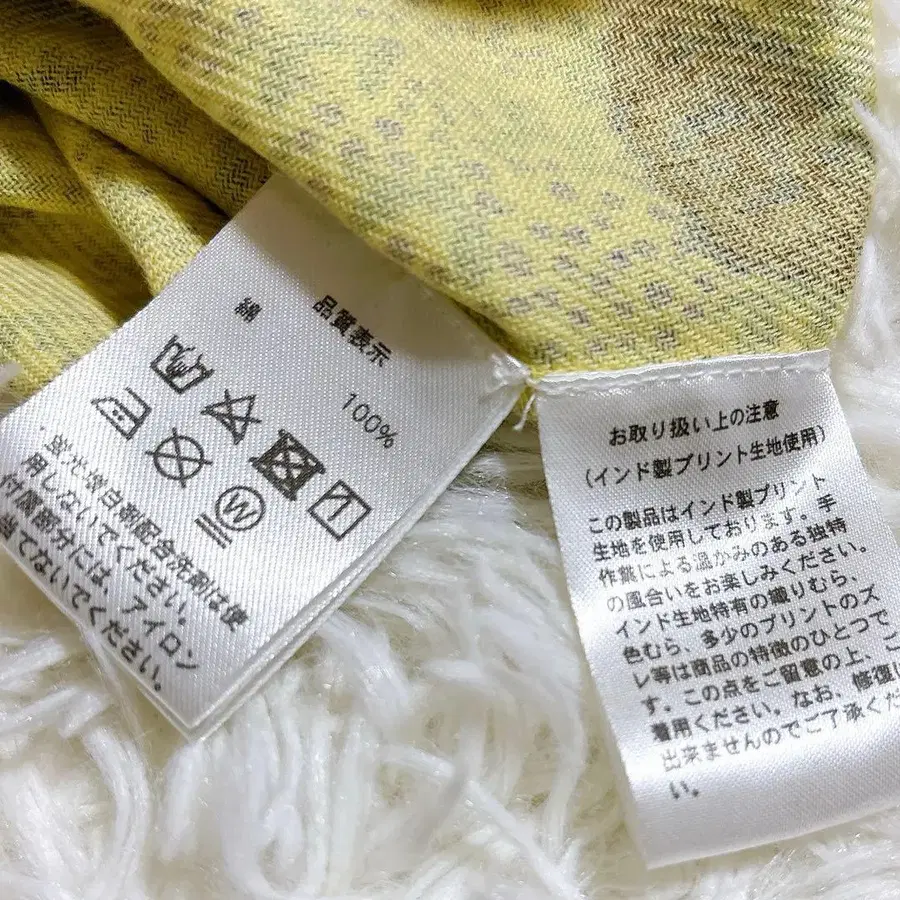 品質表示
綿 100%
W
・蛍光増白剤配合洗剤は使
用しないでください。
付属部分には、アイロン
当てないでください。
お取り扱い上の注意
(インド製プリント生地使用)
この製品はインド製プリント
生地を使用しております。手
作業による温かみのある独特
の風合いをお楽しみください。
インド生地特有の織りむら、
色むら、多少のプリントのズ
レ等は商品の特徴のひとつで
す。この点をご留意の上、ご
着用ください。なお、修復は
出来ませんのでご了承くださ
い。